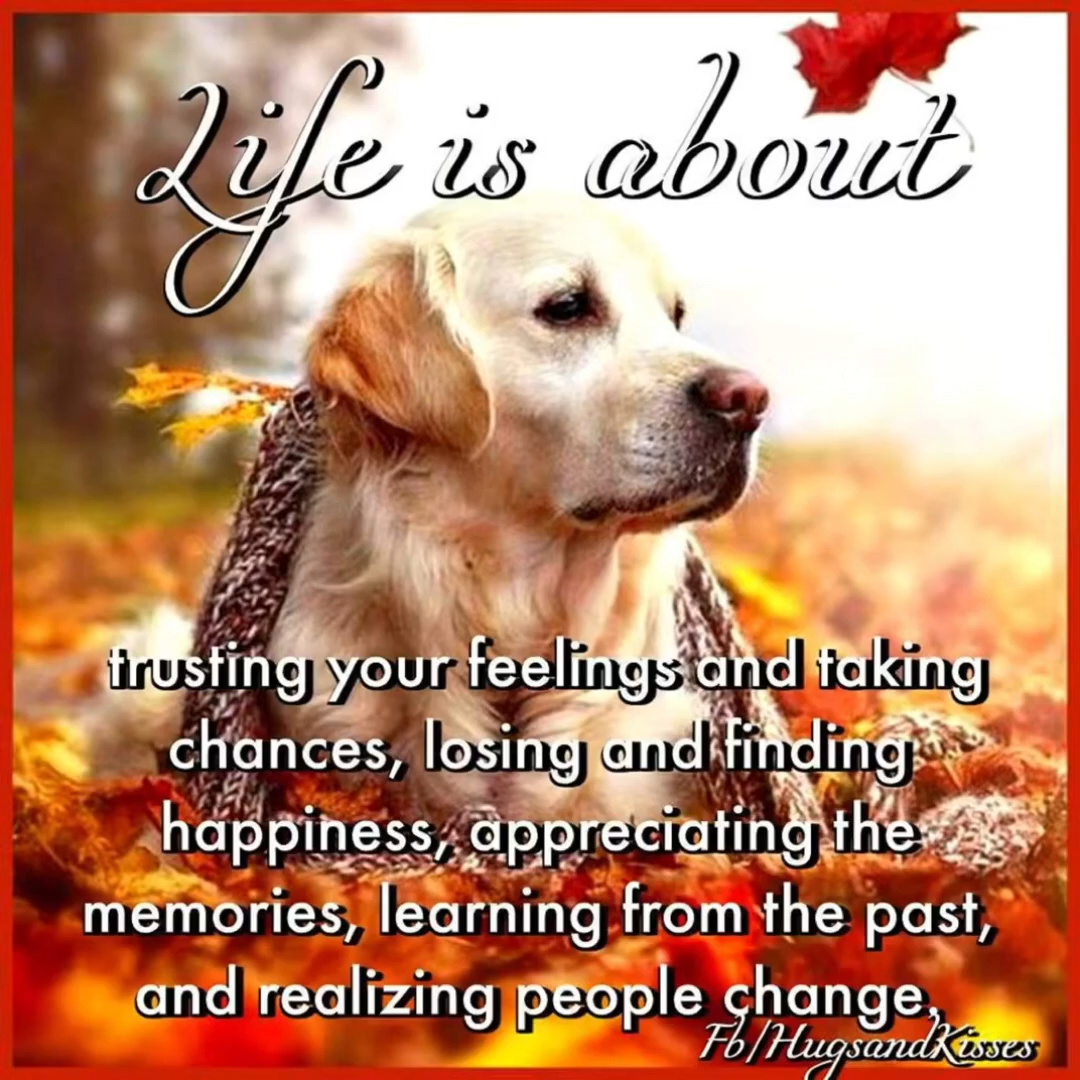 Life is about
trusting your feelings and taking
chances, losing and finding
happiness, appreciating the
memories, learning from the past,
and realizing people change,
Fb/HugsandKisses